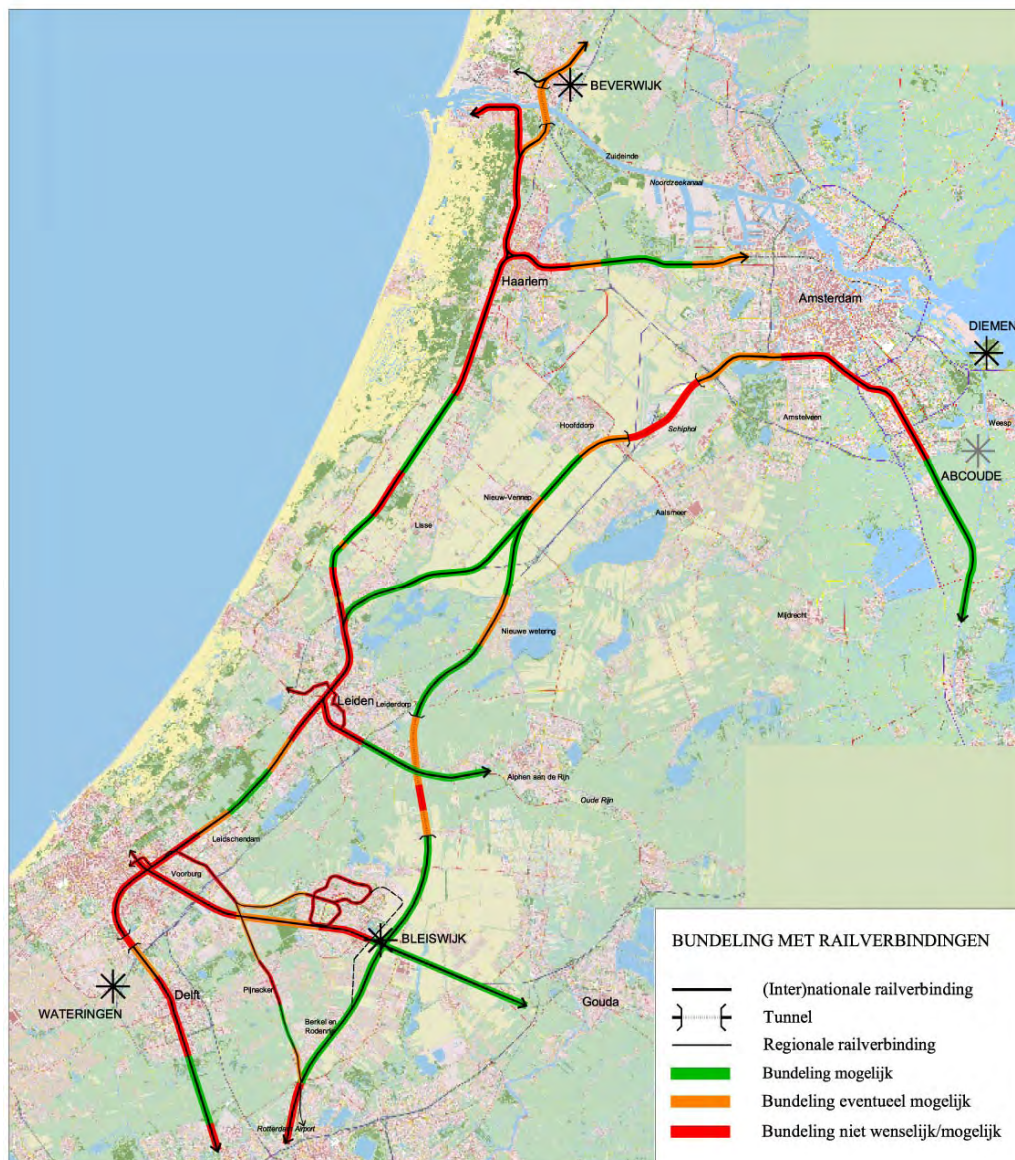 BEVERWIJK
Zuideinde
Noordzeekanaal
Haarlem
Amsterdam
DIEMEN
Hoofddorp
Schiphol
Amstelveen
Weesp
ABCOUDE
Nieuw-Vennep
Lisse
Aalsmeer
Mijdrecht
Nieuwe wetering
Leiden
Leiderdorp
Alphen aan de Rijn
Oude Rijn
Leidschendam
Voorburg
BLEISWIJK
WATERINGEN
Delft
Pijnacker
Berkel en
Rodenrijs
Gouda
Rotterdam Airport
BUNDELING MET RAILVERBINDINGEN
(Inter)nationale railverbinding
Tunnel
Regionale railverbinding
Bundeling mogelijk
Bundeling eventueel mogelijk
Bundeling niet wenselijk/mogelijk